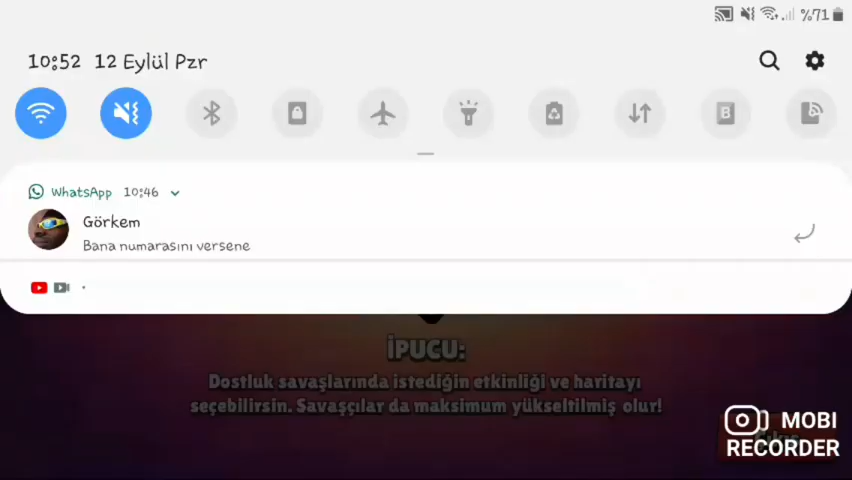 %71
10:52 12 Eylül Pzr
WhatsApp 10:46
Görkem
Bana numarasını versene
İPUCU:
Dostluk savaşlarında istediğin etkinliği ve haritayı
seçebilirsin. Savaşçılar da maksimum yükseltilmiş olur!
MOBI
RECORDER